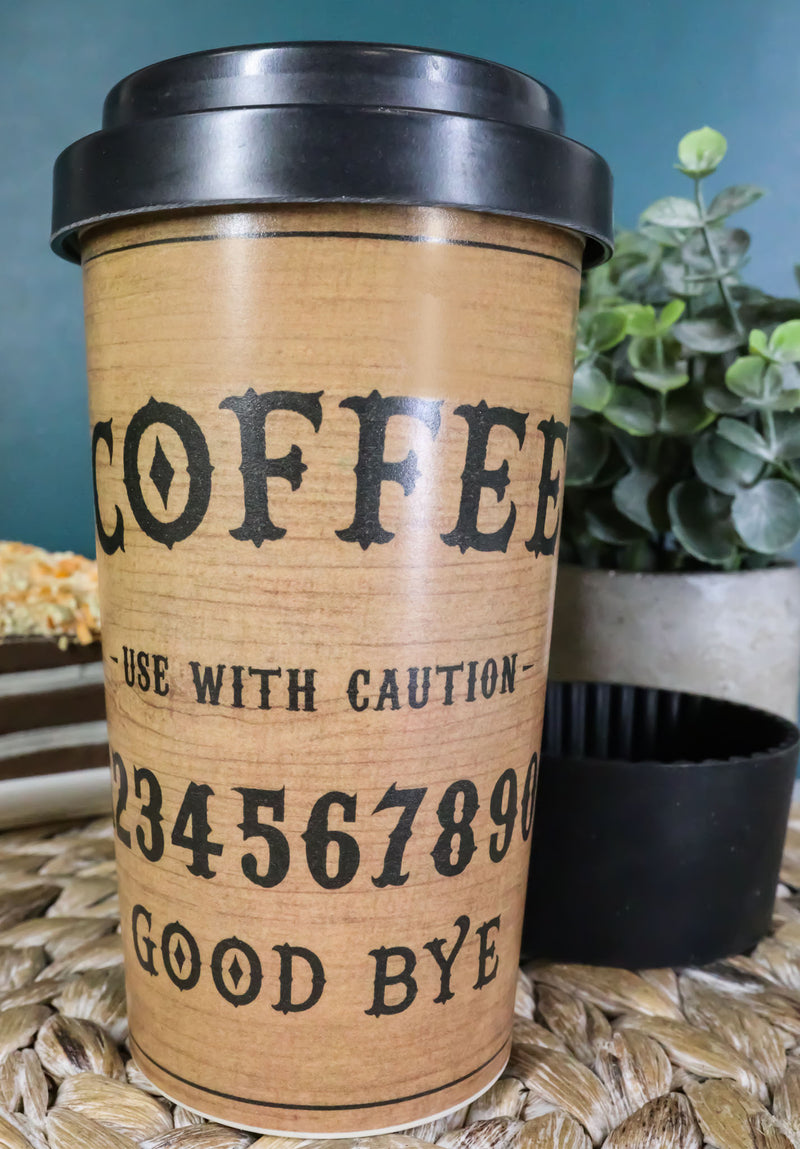 COFFEE
-USE WITH CAUTION-
234567890
GOOD BYE